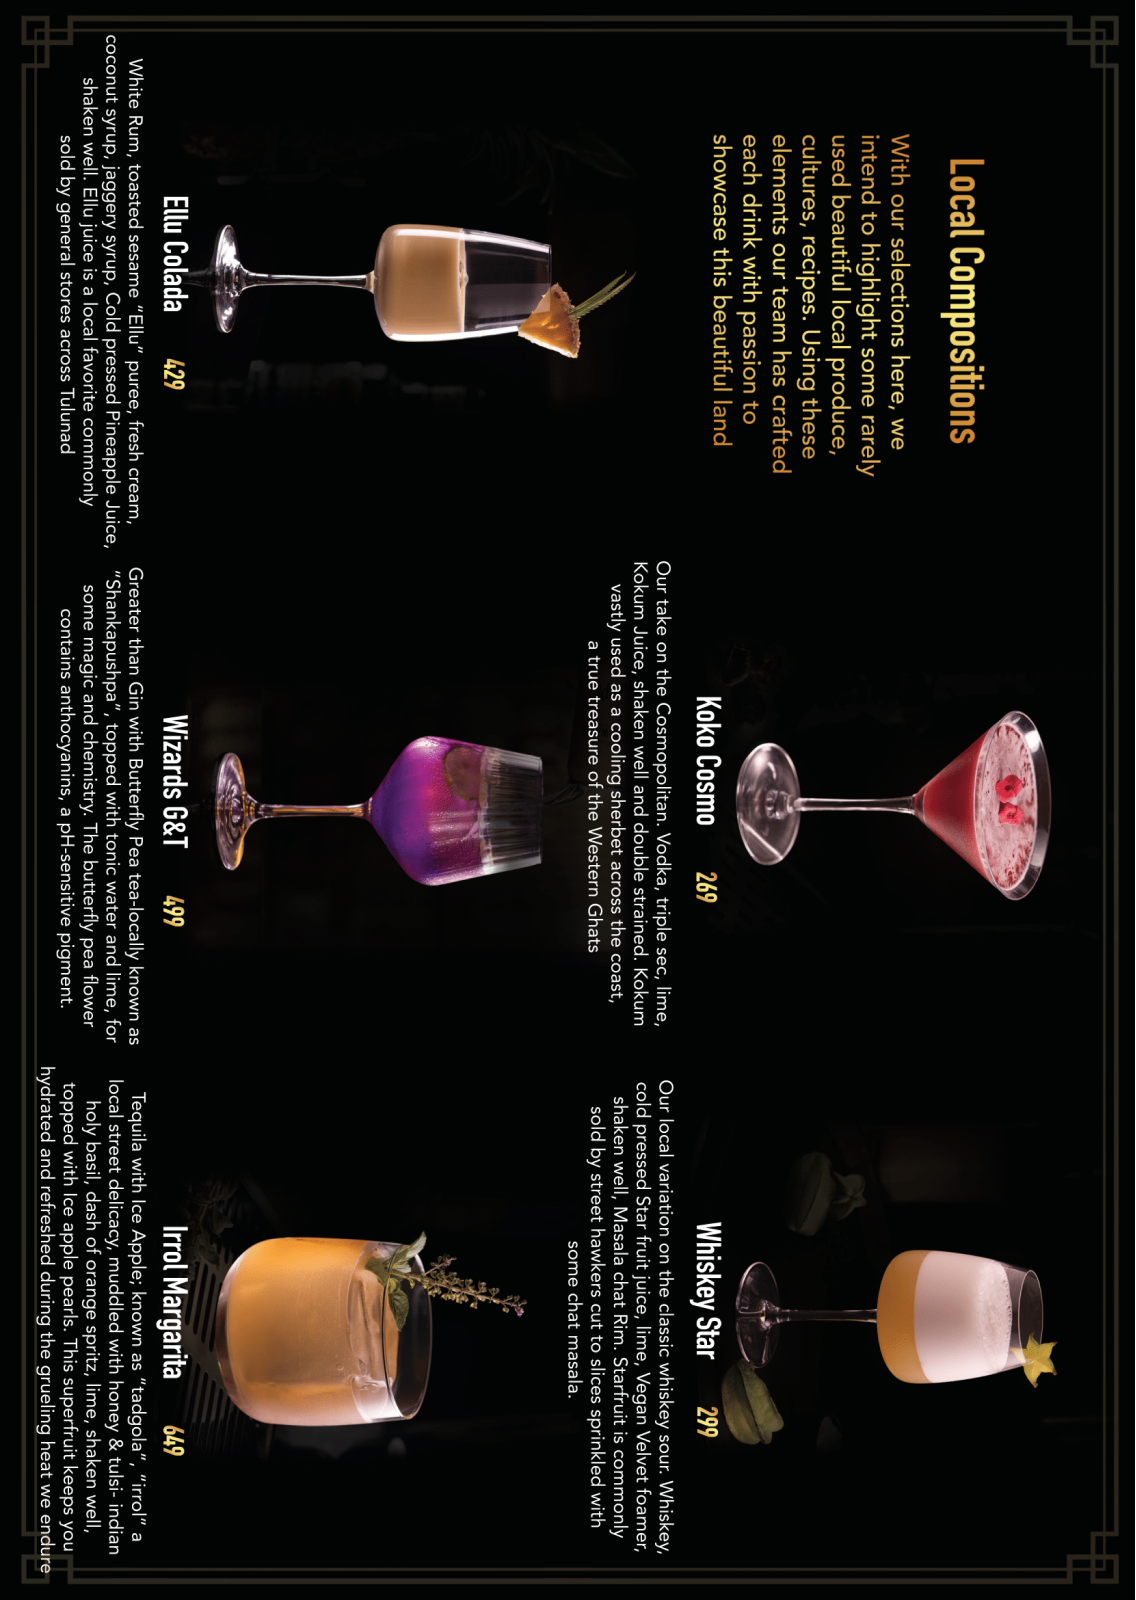 Local Compositions
With our selections here, we
intend to highlight some rarely
used beautiful local produce,
cultures, recipes. Using these
elements our team has crafted
each drink with passion to
showcase this beautiful land
Koko Cosmo 269
Our take on the Cosmopolitan. Vodka, triple sec, lime,
Kokum Juice, shaken well and double strained. Kokum
vastly used as a cooling sherbet across the coast,
a true treasure of the Western Ghats
Whiskey Star 299
Our local variation on the classic whiskey sour. Whiskey,
cold pressed Star fruit juice, lime, Vegan Velvet foamer,
shaken well, Masala chat Rim. Starfruit is commonly
sold by street hawkers cut to slices sprinkled with
some chat masala.
Ellu Colada 429
White Rum, toasted sesame "Ellu" puree, fresh cream,
coconut syrup, jaggery syrup, Cold pressed Pineapple Juice,
shaken well. Ellu juice is a local favorite commonly
sold by general stores across Tulunad
Wizards G&T 499
Greater than Gin with Butterfly Pea tea-locally known as
"Shankapushpa", topped with tonic water and lime, for
some magic and chemistry. The butterfly pea flower
contains anthocyanins, a pH-sensitive pigment.
Irrol Margarita 649
Tequila with Ice Apple; known as "tadgola", "irrol" a
local street delicacy, muddled with honey & tulsi- indian
holy basil, dash of orange spritz, lime, shaken well,
topped with Ice apple pearls. This superfruit keeps you
hydrated and refreshed during the grueling heat we endure